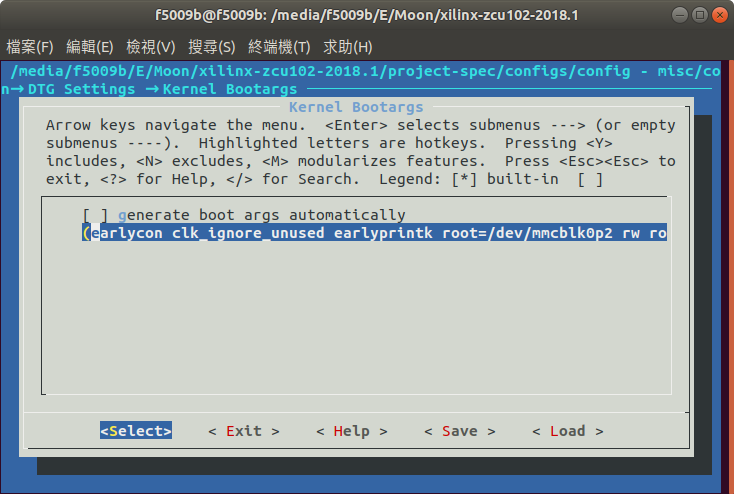 f5009b@f5009b: /media/f5009b/E/Moon/xilinx-zcu102-2018.1
檔案(F) 編輯(E) 檢視(V) 搜尋(S) 終端機(T) 求助(H)
/media/f5009b/E/Moon/xilinx-zcu102-2018.1/project-spec/configs/config - misc/co
n→ DTG Settings → Kernel Bootargs
Kernel Bootargs
Arrow keys navigate the menu.  <Enter> selects submenus ---> (or empty
submenus ----).  Highlighted letters are hotkeys.  Pressing <Y>
includes, <N> excludes, <M> modularizes features.  Press <Esc><Esc> to
exit, <?> for Help, </> for Search.  Legend: [*] built-in  [ ]
[ ] generate boot args automatically
(earlycon clk_ignore_unused earlyprintk root=/dev/mmcblk0p2 rw ro
<Select>    < Exit >    < Help >    < Save >    < Load >